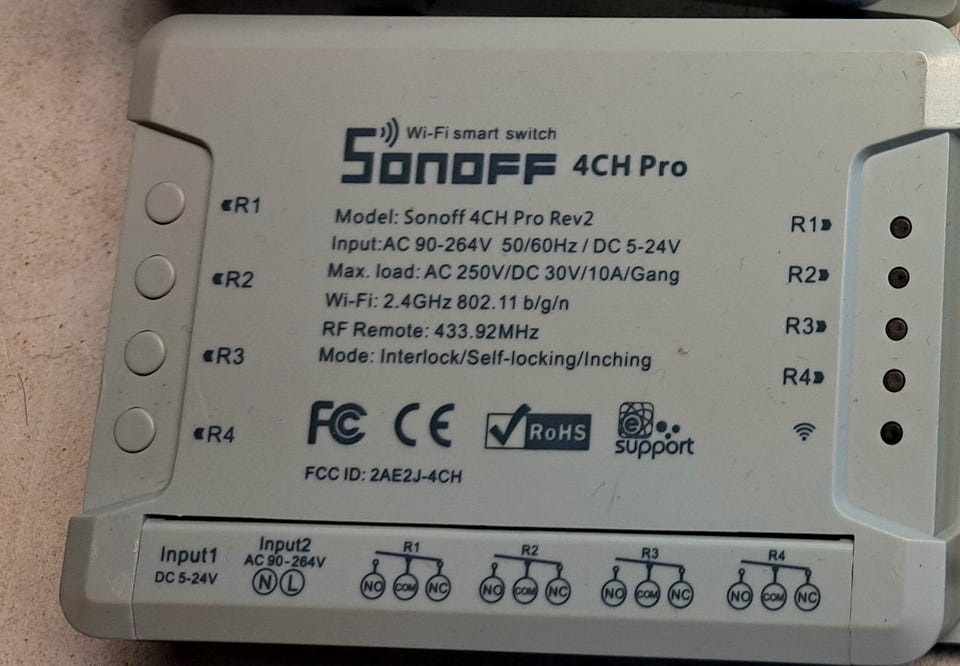 Wi-Fi smart switch
SONOFF 4CH Pro
Model: Sonoff 4CH Pro Rev2
Input:AC 90-264V 50/60Hz / DC 5-24V
Max. load: AC 250V/DC 30V/10A/Gang
Wi-Fi: 2.4GHz 802.11 b/g/n
RF Remote: 433.92MHz
Mode: Interlock/Self-locking/Inching
FC CE RoHS e support
FCC ID: 2AE2J-4CH
R1
R2
R3
R4
R1
R2
R3
R4
Input1
DC 5-24V
Input2
AC 90-264V
N L
R1
NO COM NC
R2
NO COM NC
R3
NO COM NC
R4
NO COM NC